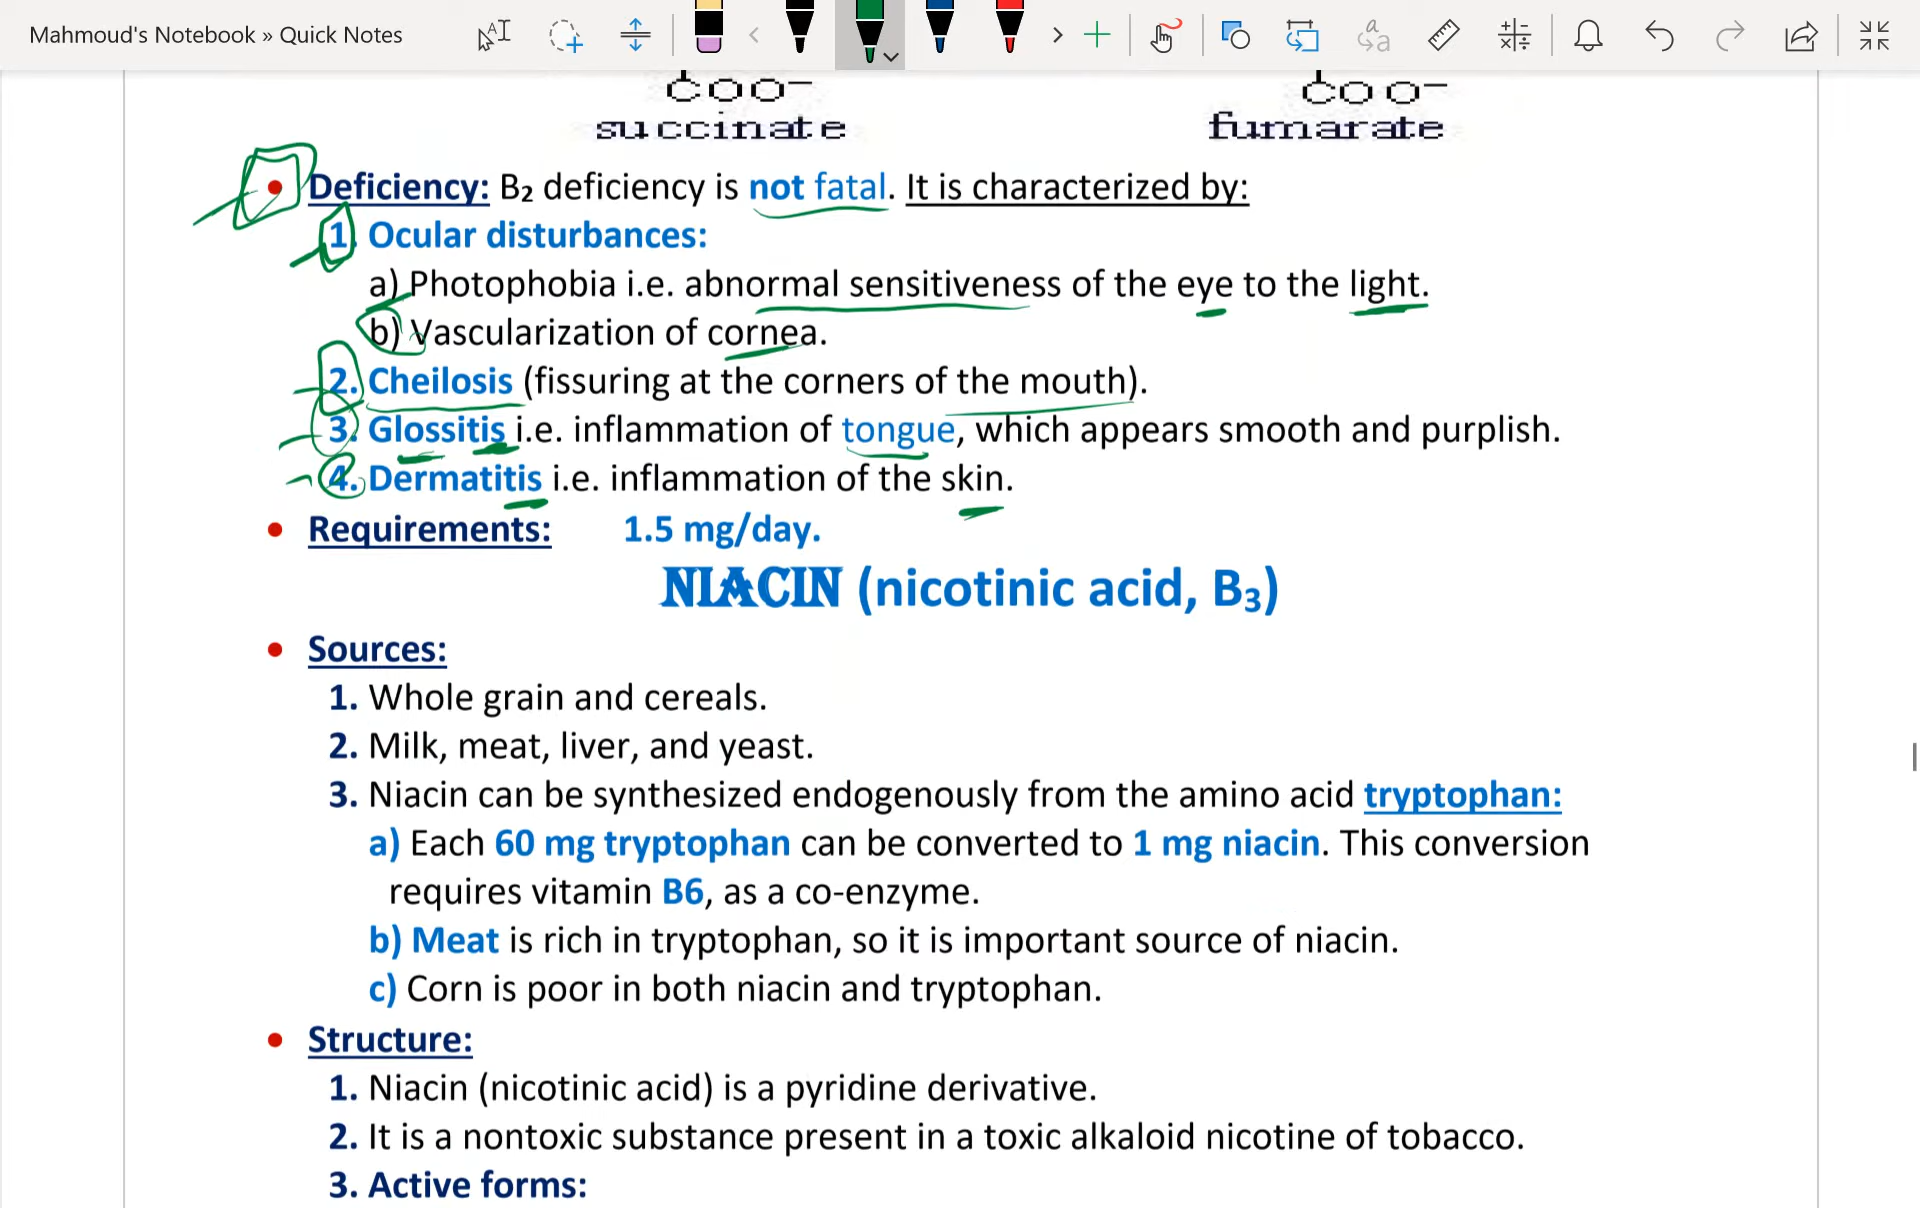 Mahmoud's Notebook » Quick Notes
coo⁻ coo⁻
succinate fumarate
• Deficiency: B₂ deficiency is not fatal. It is characterized by:
1. Ocular disturbances:
a) Photophobia i.e. abnormal sensitiveness of the eye to the light.
b) Vascularization of cornea.
2. Cheilosis (fissuring at the corners of the mouth).
3. Glossitis i.e. inflammation of tongue, which appears smooth and purplish.
4. Dermatitis i.e. inflammation of the skin.
• Requirements: 1.5 mg/day.
NIACIN (nicotinic acid, B₃)
• Sources:
1. Whole grain and cereals.
2. Milk, meat, liver, and yeast.
3. Niacin can be synthesized endogenously from the amino acid tryptophan:
a) Each 60 mg tryptophan can be converted to 1 mg niacin. This conversion
requires vitamin B6, as a co-enzyme.
b) Meat is rich in tryptophan, so it is important source of niacin.
c) Corn is poor in both niacin and tryptophan.
• Structure:
1. Niacin (nicotinic acid) is a pyridine derivative.
2. It is a nontoxic substance present in a toxic alkaloid nicotine of tobacco.
3. Active forms: